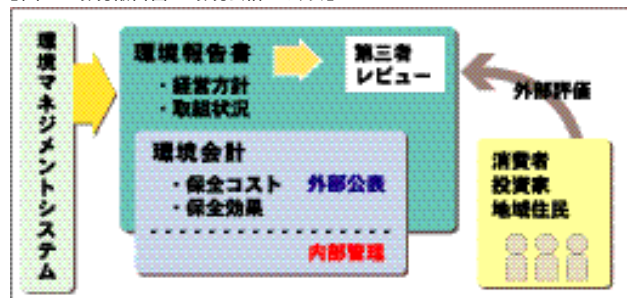 環境マネジメントシステム
環境報告書
・経営方針
・取組状況
第三者
レビュー
外部評価
環境会計
・保全コスト
外部公表
・保全効果
内部管理
消費者
投資家
地域住民